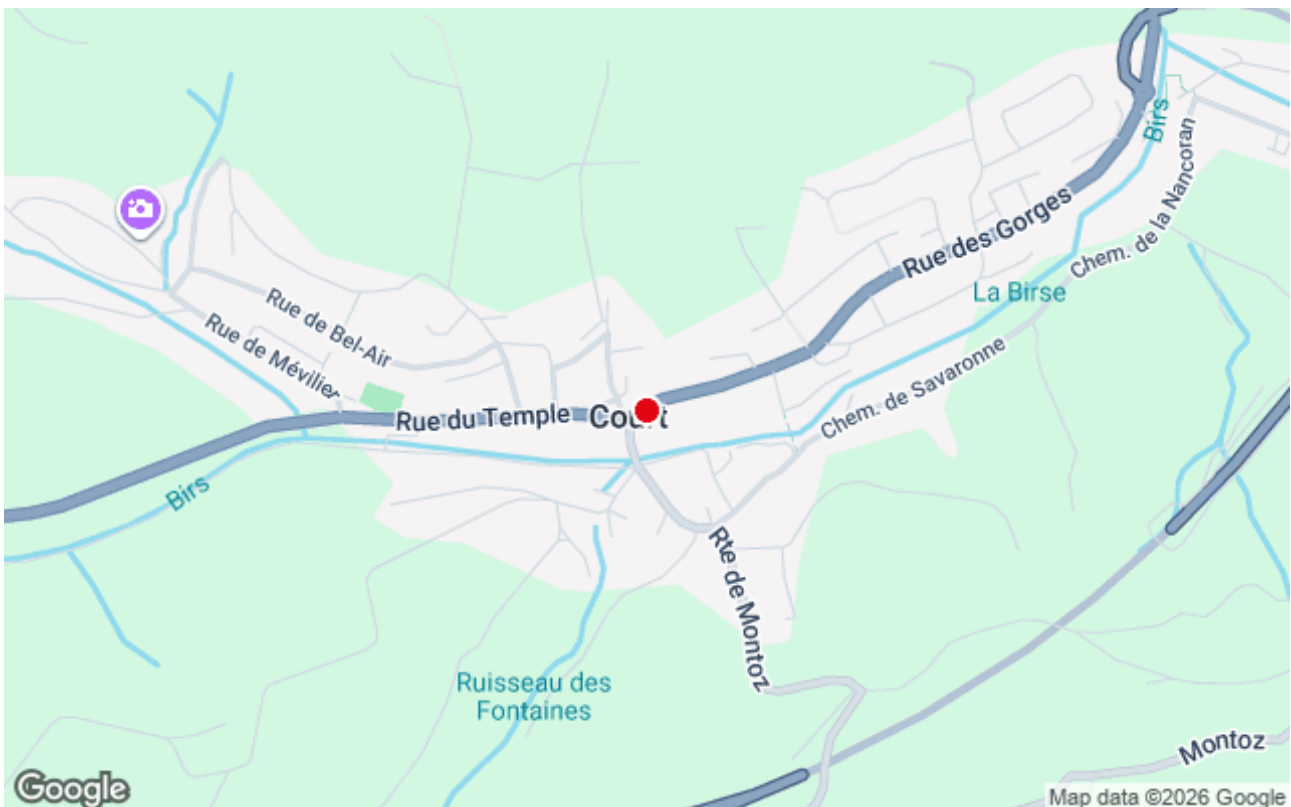 Birs
Chem. de la Nancoran
Rue des Gorges
La Birse
Rue de Bel-Air
Rue de Mévilier
Chem. de Savaronne
Rue du Temple
Court
Birs
Rte de Montoz
Ruisseau des
Fontaines
Montoz
Google
Map data ©2026 Google